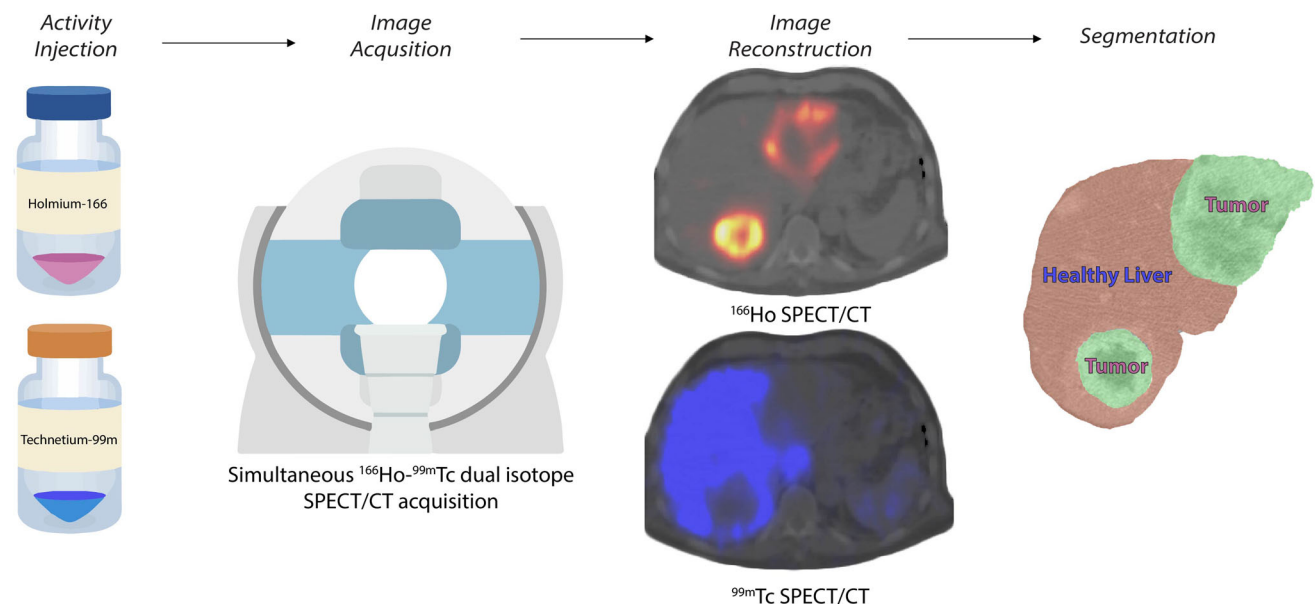 Activity
Injection
Image
Acqusition
Image
Reconstruction
Segmentation
Holmium-166
Technetium-99m
Simultaneous ¹⁶⁶Ho-⁹⁹ᵐTc dual isotope
SPECT/CT acquisition
¹⁶⁶Ho SPECT/CT
⁹⁹ᵐTc SPECT/CT
Tumor
Healthy Liver
Tumor